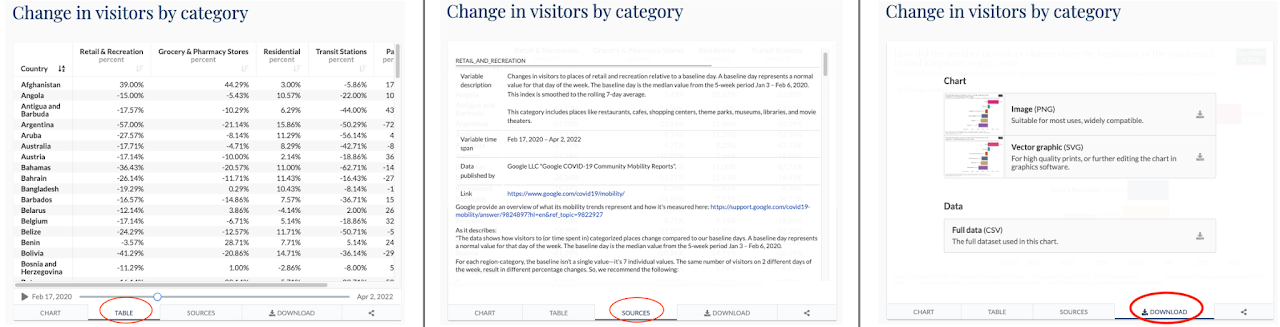 Change in visitors by category
Retail & Recreation Grocery & Pharmacy Stores Residential Transit Stations Pa
percent percent percent percent per
Country
Afghanistan 39.00% 44.29% 3.00% -5.86% 17
Angola -15.00% -5.43% 10.57% -22.00% 10
Antigua and
Barbuda -17.57% -10.29% 6.29% -44.00% 43
Argentina -57.00% -21.14% 15.86% -50.29% -72
Aruba -27.57% -8.14% 11.29% -56.14% 4
Australia -17.71% -4.71% 8.29% -42.71% -8
Austria -17.14% -10.00% 2.14% -18.86% 36
Bahamas -36.43% -20.57% 11.00% -62.71% -14
Bahrain -26.14% -11.71% 11.43% -16.43% -27
Bangladesh -19.29% 0.29% 10.43% -8.14% -1
Barbados -16.57% -14.86% 7.57% -36.71% 15
Belarus -12.14% 3.86% -4.14% 2.00% 26
Belgium -17.14% -6.71% 5.14% -18.86% 32
Belize -24.29% -12.57% 11.71% -50.71% -5
Benin -3.57% 28.71% 7.71% 5.14% 24
Bolivia -41.29% -20.86% 14.71% -36.14% -29
Bosnia and
Herzegovina -11.29% 1.00% -2.86% -8.00% 5
Feb 17, 2020 Apr 2, 2022
CHART TABLE SOURCES DOWNLOAD
Change in visitors by category
RETAIL_AND_RECREATION
Variable
description
Changes in visitors to places of retail and recreation relative to a baseline day. A baseline day represents a normal
value for that day of the week. The baseline day is the median value from the 5-week period Jan 3 – Feb 6, 2020.
This index is smoothed to the rolling 7-day average.
This category includes places like restaurants, cafes, shopping centers, theme parks, museums, libraries, and movie
theaters.
Variable time
span
Feb 17, 2020 – Apr 2, 2022
Data
published by
Google LLC "Google COVID-19 Community Mobility Reports".
Link https://www.google.com/covid19/mobility/
Google provide an overview of what its mobility trends represent and how it's measured here: https://support.google.com/covid19-
mobility/answer/9824897?hl=en&ref_topic=9822927
As it describes:
"The data shows how visitors to (or time spent in) categorized places change compared to our baseline days. A baseline day represents
a normal value for that day of the week. The baseline day is the median value from the 5-week period Jan 3 – Feb 6, 2020.
For each region-category, the baseline isn't a single value—it's 7 individual values. The same number of visitors on 2 different days of
the week, result in different percentage changes. So, we recommend the following:
CHART TABLE SOURCES DOWNLOAD
Change in visitors by category
Chart
Image (PNG)
Suitable for most uses, widely compatible.
Vector graphic (SVG)
For high quality prints, or further editing the chart in
graphics software.
Data
Full data (CSV)
The full dataset used in this chart.
CHART TABLE SOURCES DOWNLOAD